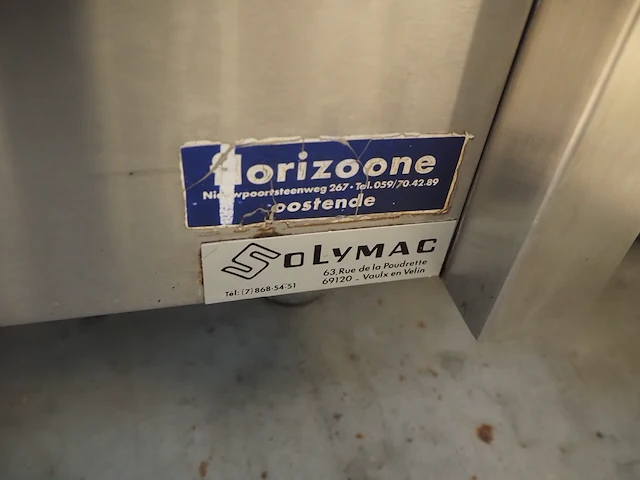 Horizoone
Nieuwpoortsteenweg 267 · Tel. 059/70.42.89
oostende
SOLYMAC
63, Rue de la Poudrette
69120 - Vaulx en Velin
Tél: (7) 868-54-51